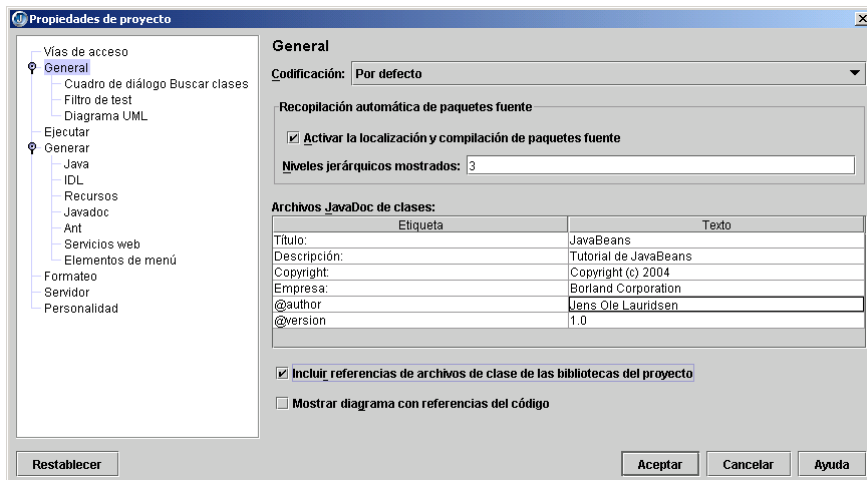 Propiedades de proyecto
Vías de acceso
General
Cuadro de diálogo Buscar clases
Filtro de test
Diagrama UML
Ejecutar
Generar
Java
IDL
Recursos
Javadoc
Ant
Servicios web
Elementos de menú
Formateo
Servidor
Personalidad
General
Codificación: Por defecto
Recopilación automática de paquetes fuente
Activar la localización y compilación de paquetes fuente
Niveles jerárquicos mostrados: 3
Archivos JavaDoc de clases:
Etiqueta Texto
Título: JavaBeans
Descripción: Tutorial de JavaBeans
Copyright: Copyright (c) 2004
Empresa: Borland Corporation
@author Jens Ole Lauridsen
@version 1.0
Incluir referencias de archivos de clase de las bibliotecas del proyecto
Mostrar diagrama con referencias del código
Restablecer Aceptar Cancelar Ayuda